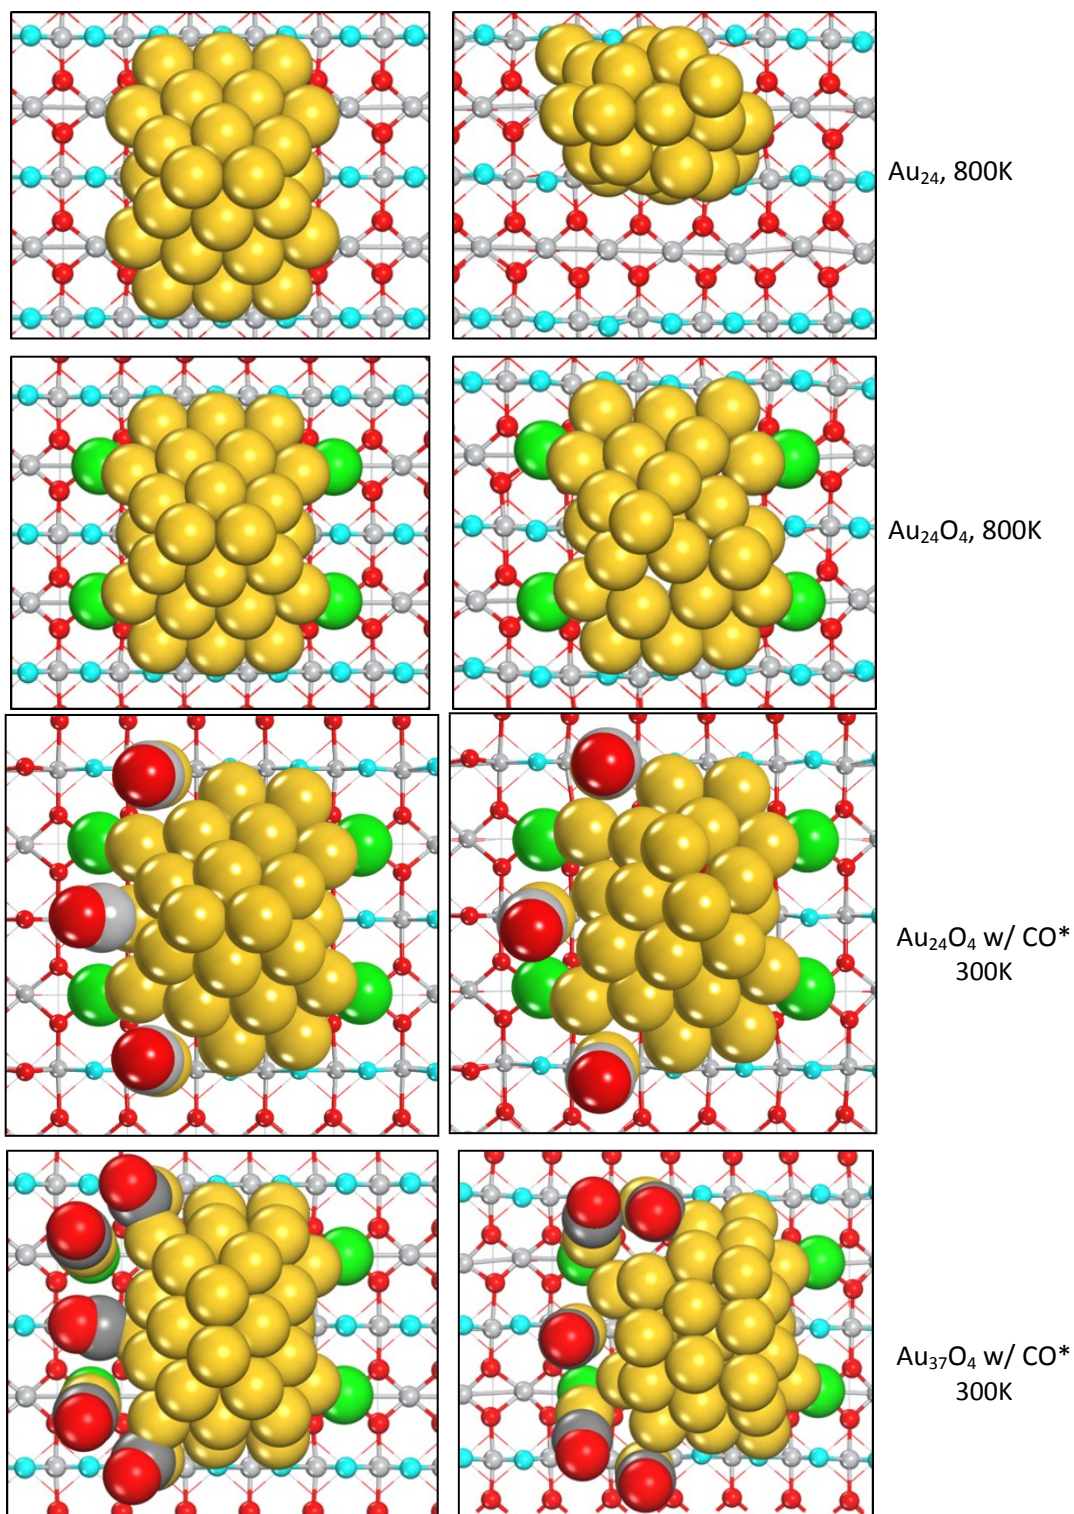 Au₂₄, 800K
Au₂₄O₄, 800K
Au₂₄O₄ w/ CO*
300K
Au₃₇O₄ w/ CO*
300K